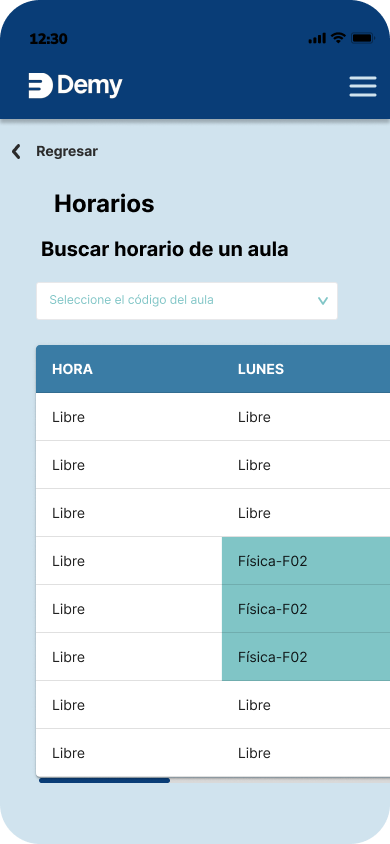 12:30
Demy
Regresar
Horarios
Buscar horario de un aula
Seleccione el código del aula
HORA LUNES
Libre Libre
Libre Libre
Libre Libre
Libre Física-F02
Libre Física-F02
Libre Física-F02
Libre Libre
Libre Libre